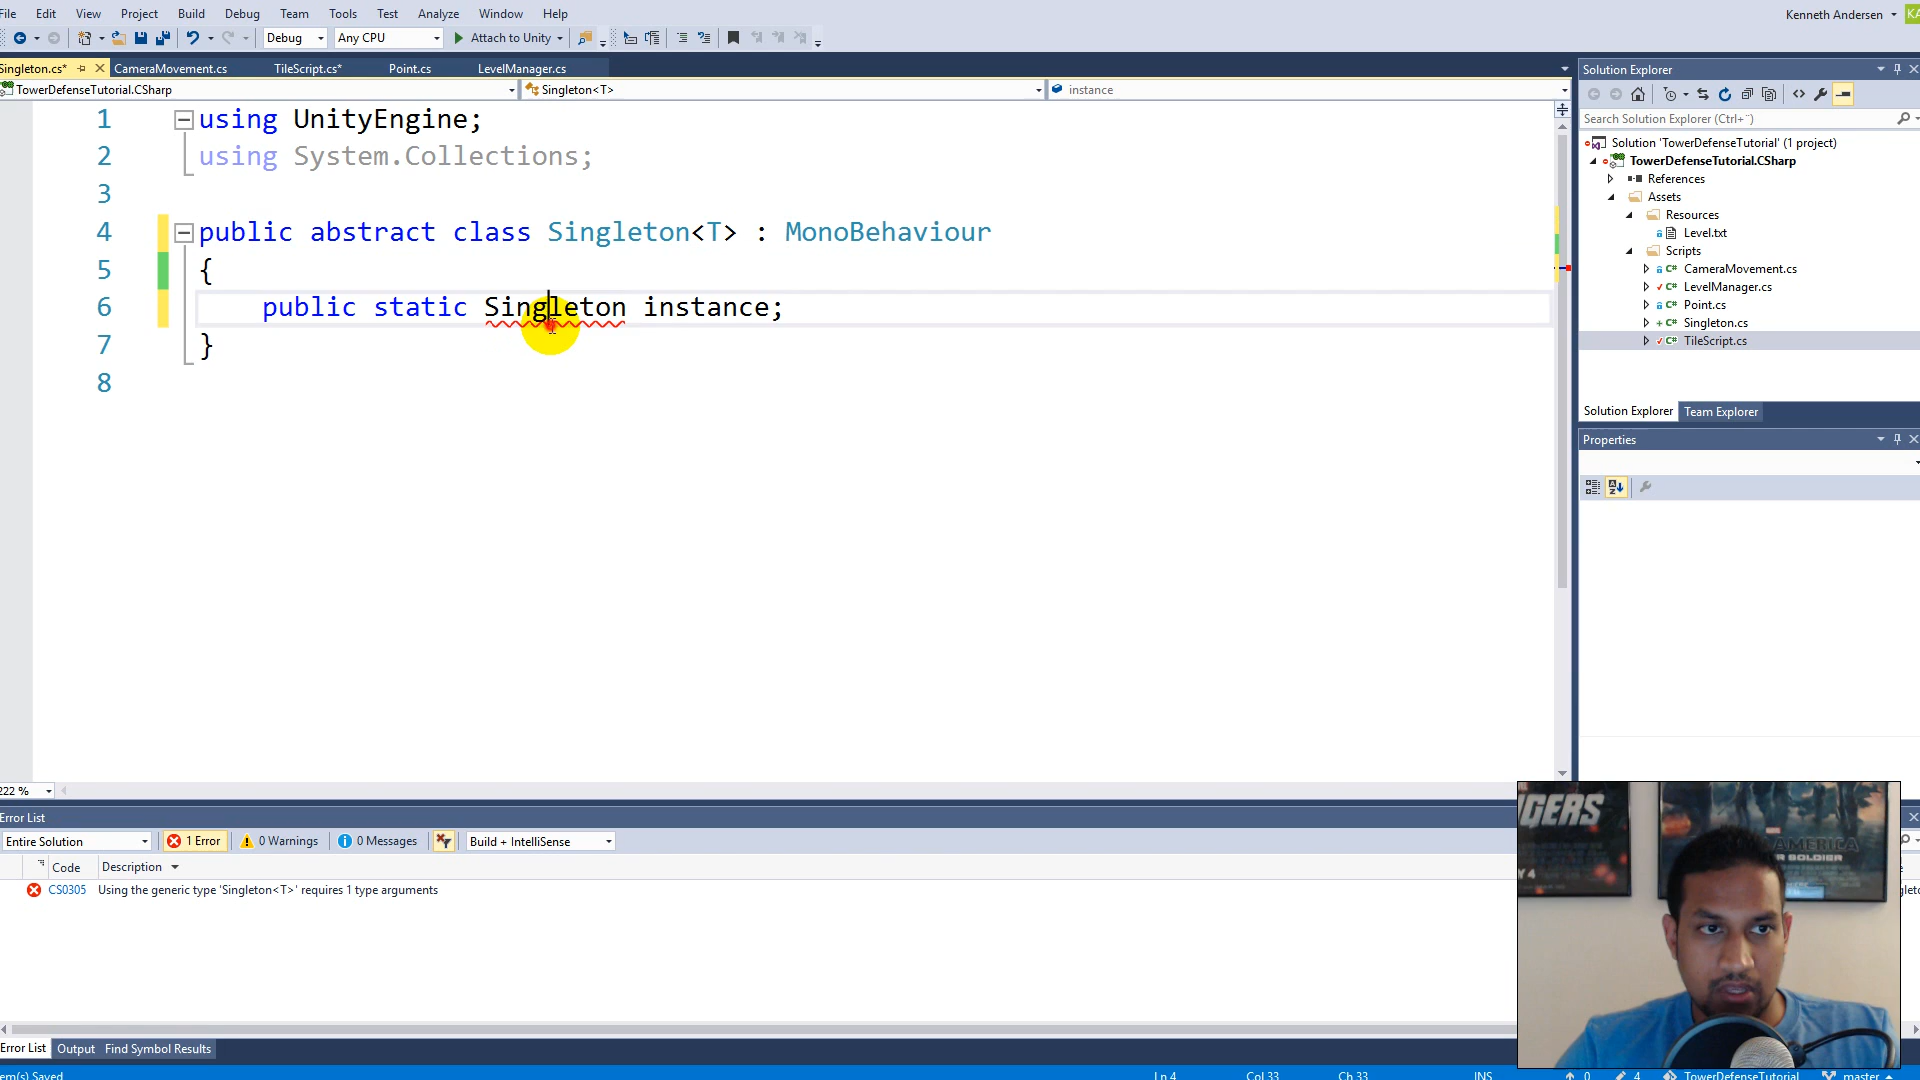 File Edit View Project Build Debug Team Tools Test Analyze Window Help Kenneth Andersen KA
Debug Any CPU Attach to Unity
Singleton.cs* CameraMovement.cs TileScript.cs* Point.cs LevelManager.cs
TowerDefenseTutorial.CSharp Singleton<T> instance
1 using UnityEngine;
2 using System.Collections;
3
4 public abstract class Singleton<T> : MonoBehaviour
5 {
6 public static Singleton instance;
7 }
8
222 %
Solution Explorer
Search Solution Explorer (Ctrl+¨)
Solution 'TowerDefenseTutorial' (1 project)
TowerDefenseTutorial.CSharp
References
Assets
Resources
Level.txt
Scripts
CameraMovement.cs
LevelManager.cs
Point.cs
Singleton.cs
TileScript.cs
Solution Explorer Team Explorer
Properties
Error List
Entire Solution 1 Error 0 Warnings 0 Messages Build + IntelliSense
Code Description
CS0305 Using the generic type 'Singleton<T>' requires 1 type arguments
Error List Output Find Symbol Results
em(s) Saved Ln 4 Col 33 Ch 33 INS 0 4 TowerDefenseTutorial master